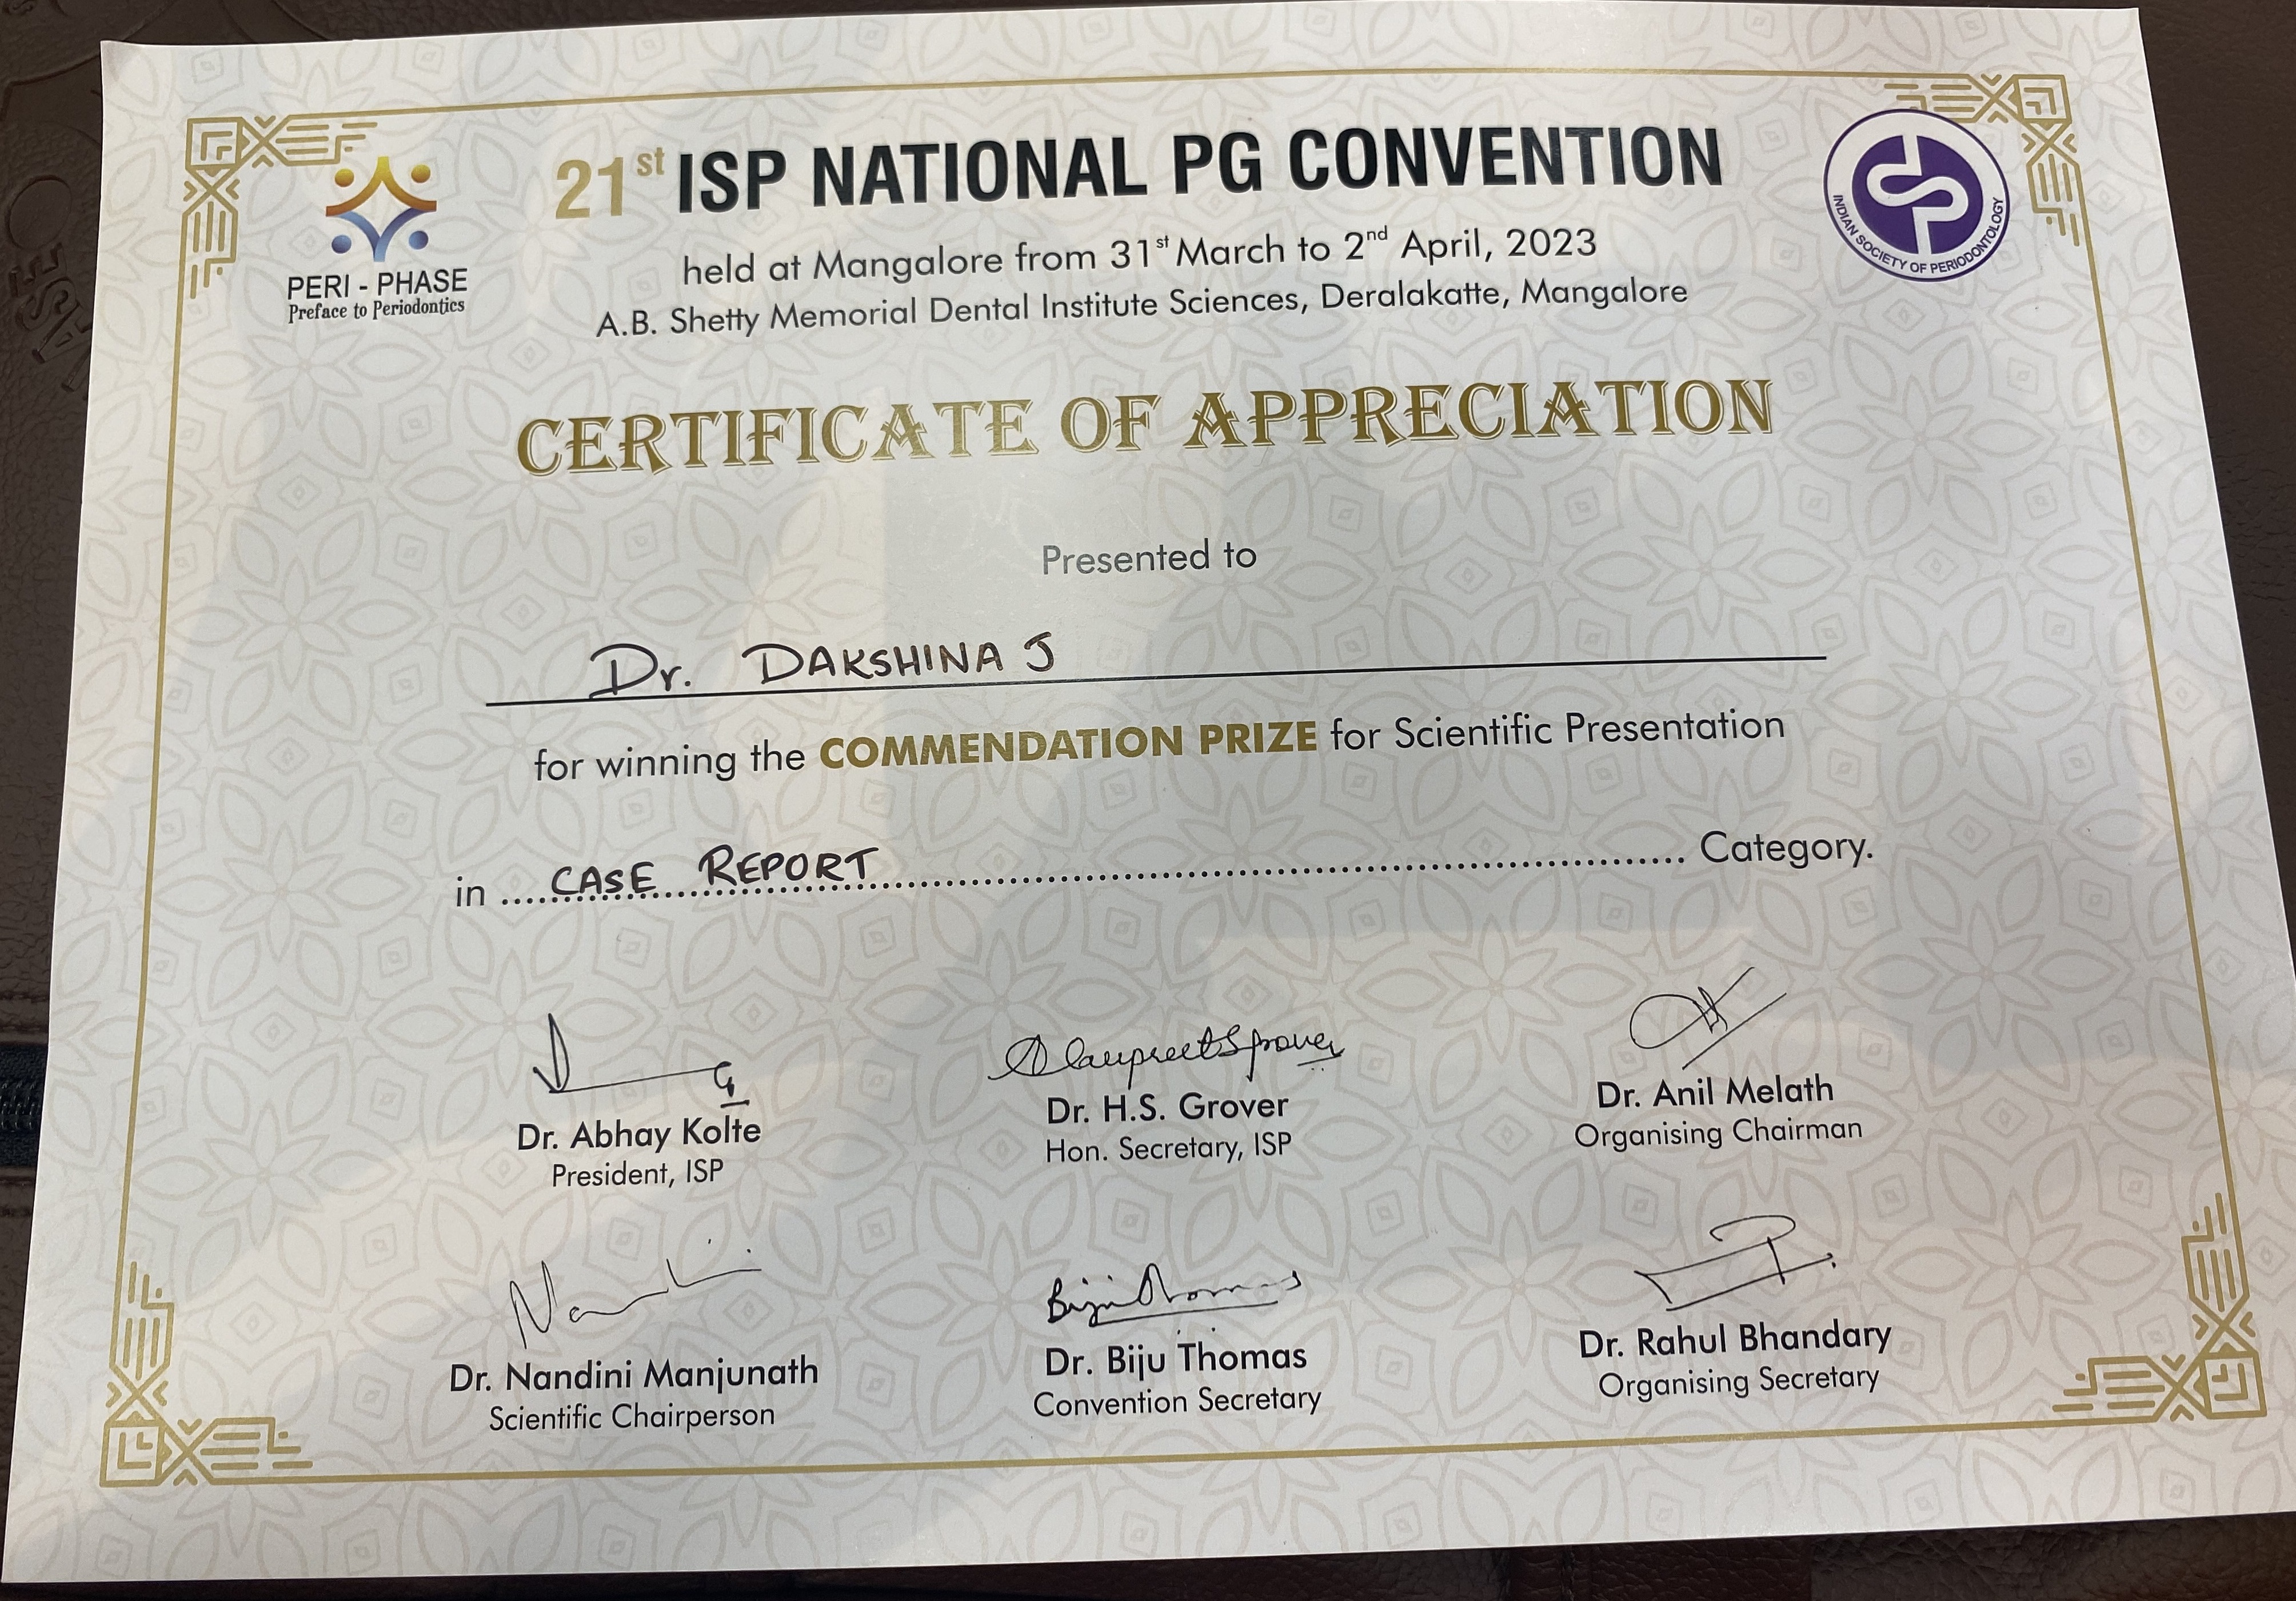 21st ISP NATIONAL PG CONVENTION
held at Mangalore from 31st March to 2nd April, 2023
A.B. Shetty Memorial Dental Institute Sciences, Deralakatte, Mangalore
PERI - PHASE
Preface to Periodontics
INDIAN SOCIETY OF PERIODONTOLOGY
CERTIFICATE OF APPRECIATION
Presented to
Dr. DAKSHINA J
for winning the COMMENDATION PRIZE for Scientific Presentation
in .... CASE REPORT .... Category.
Dr. Abhay Kolte
President, ISP
Dr. H.S. Grover
Hon. Secretary, ISP
Dr. Anil Melath
Organising Chairman
Biju Thomas
Dr. Nandini Manjunath
Scientific Chairperson
Dr. Biju Thomas
Convention Secretary
Dr. Rahul Bhandary
Organising Secretary